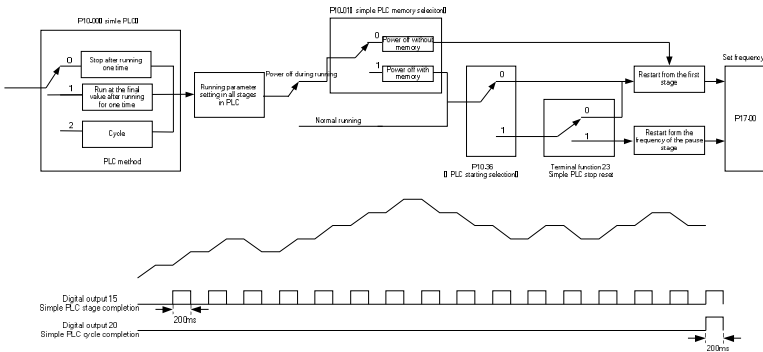 P10.00▯ simle PLC▯
0
Stop after running
one time
1
Run at the final
value after running
for one time
2
Cycle
PLC method
Running parameter
setting in all stages
in PLC
Power off during running
P10.01▯ simple PLC memory seleciton▯
0
Power off without
memory
1
Power off with
memory
Normal running
0
1
P10.36
▯ PLC starting selection▯
0
1
Terminal function 23
Simple PLC stop reset
Restart from the first
stage
Restart form the
frequency of the pause
stage
Set frequency
P17-00
Digital output 15
Simple PLC stage completion
200ms
Digital output 20
Simple PLC cycle completion
200ms